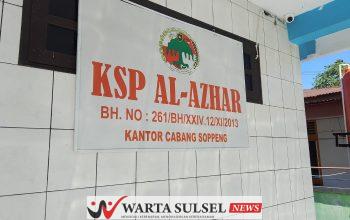 KSP AL-AZHAR
BH. NO : 261/BH/XXIV.12/XI/2013
KANTOR CABANG SOPPENG
WARTA SULSEL NEWS